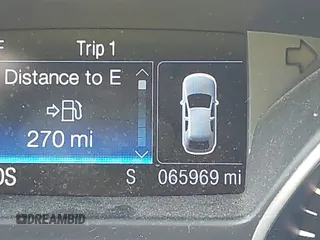 F
Trip 1
Distance to E
270 mi
S
065969 mi
DREAMBID